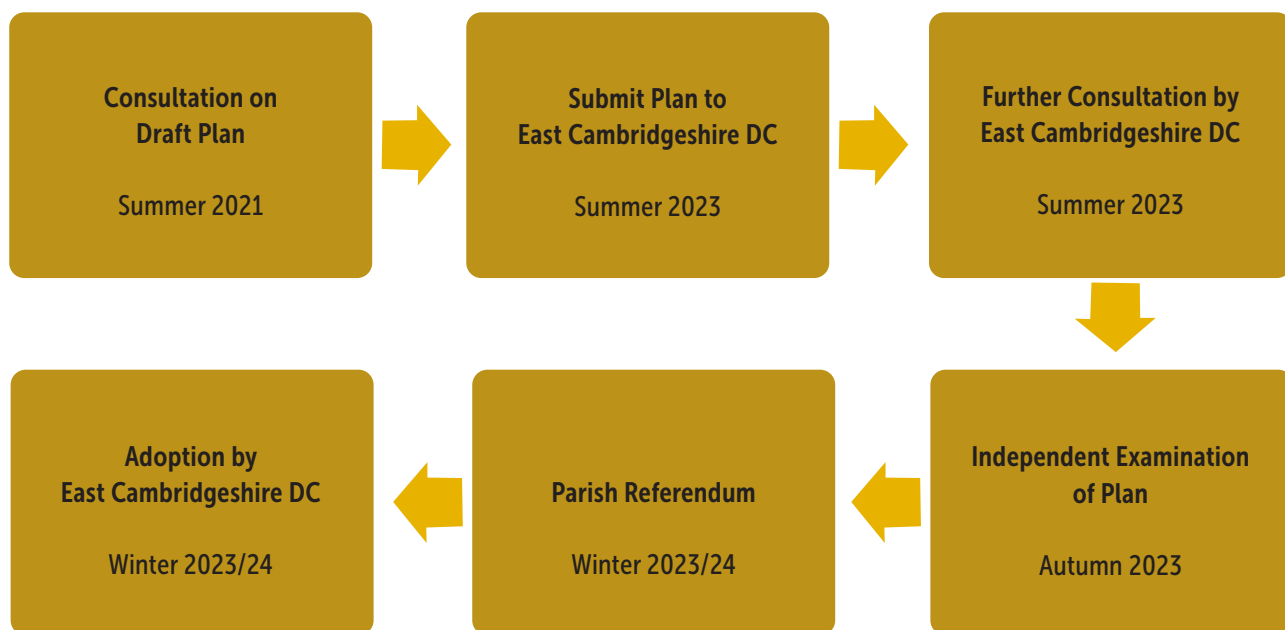 Consultation on
Draft Plan
Summer 2021
Submit Plan to
East Cambridgeshire DC
Summer 2023
Further Consultation by
East Cambridgeshire DC
Summer 2023
Independent Examination
of Plan
Autumn 2023
Parish Referendum
Winter 2023/24
Adoption by
East Cambridgeshire DC
Winter 2023/24